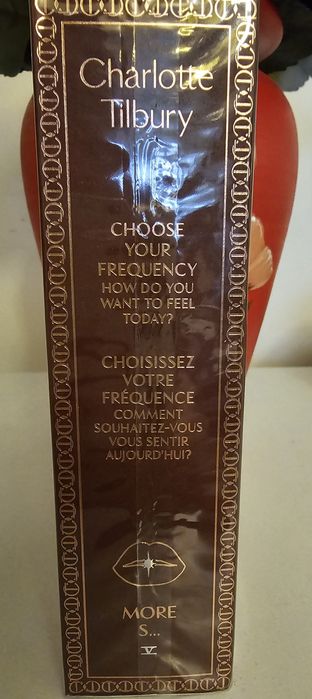 Charlotte
Tilbury
CHOOSE
YOUR
FREQUENCY
HOW DO YOU
WANT TO FEEL
TODAY?
CHOISISSEZ
VOTRE
FRÉQUENCE
COMMENT
SOUHAITEZ-VOUS
VOUS SENTIR
AUJOURD'HUI?
MORE
S...
V